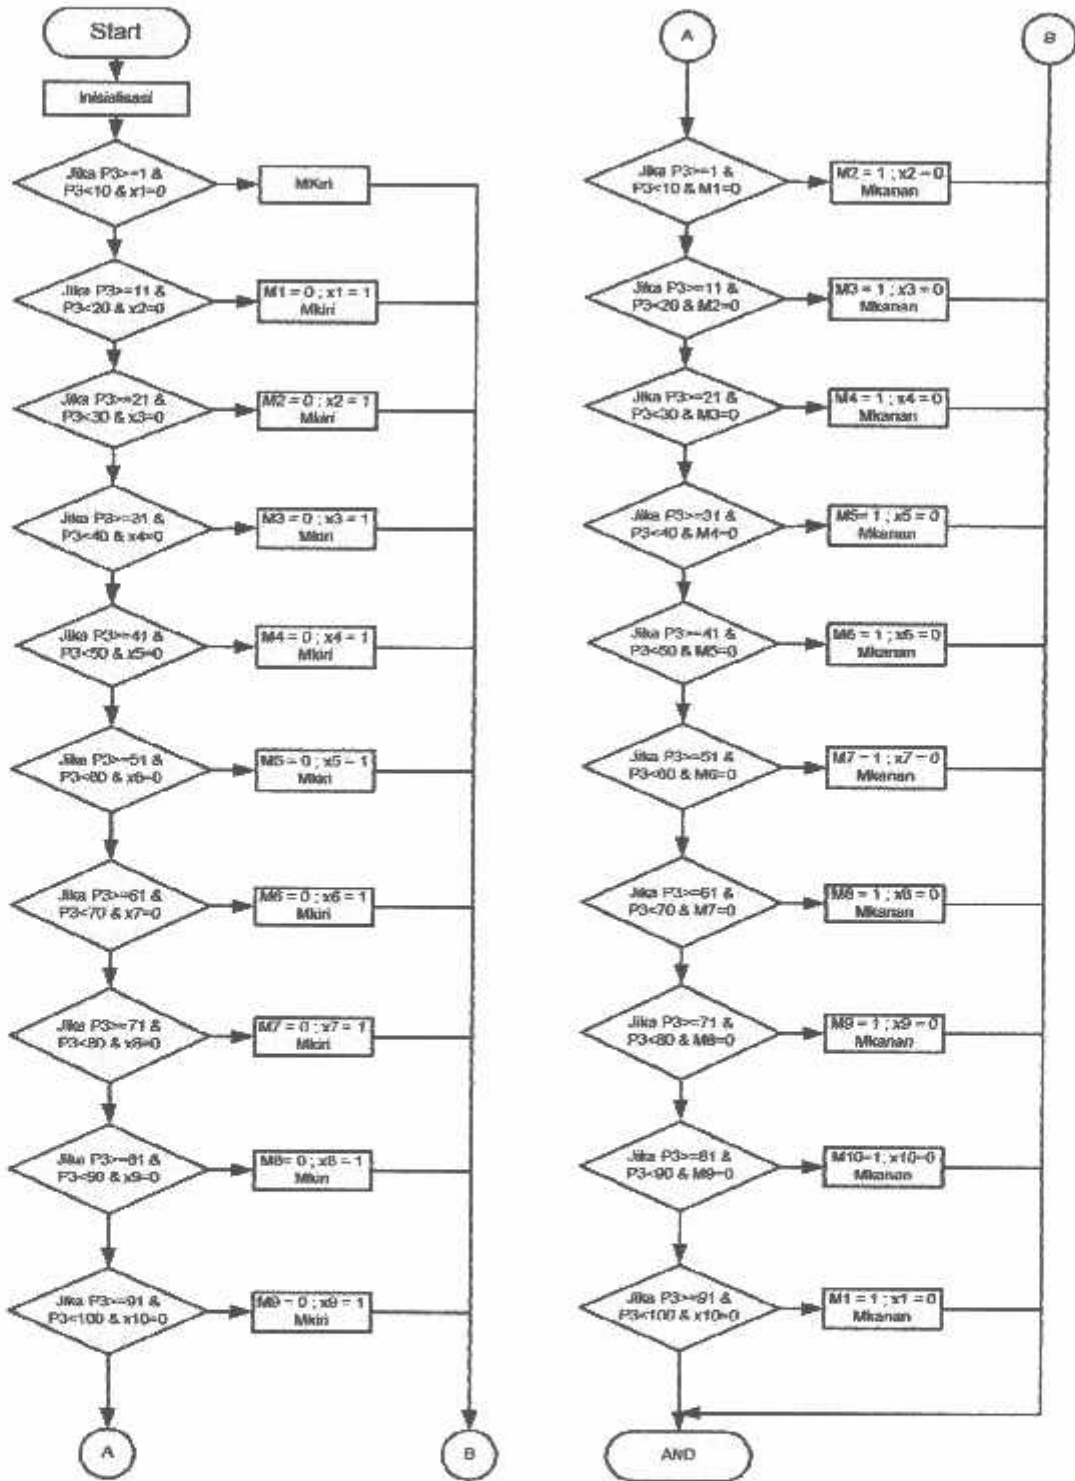 Start
Inisialisasi
Jika P3>=1 &
P3<10 & x1=0
MKiri
Jika P3>=11 &
P3<20 & x2=0
M1 = 0 ; x1 = 1
Mkiri
Jika P3>=21 &
P3<30 & x3=0
M2 = 0 ; x2 = 1
Mkiri
Jika P3>=31 &
P3<40 & x4=0
M3 = 0 ; x3 = 1
Mkiri
Jika P3>=41 &
P3<50 & x5=0
M4 = 0 ; x4 = 1
Mkiri
Jika P3>=51 &
P3<60 & x6=0
M5 = 0 ; x5 = 1
Mkiri
Jika P3>=61 &
P3<70 & x7=0
M6 = 0 ; x6 = 1
Mkiri
Jika P3>=71 &
P3<80 & x8=0
M7 = 0 ; x7 = 1
Mkiri
Jika P3>=81 &
P3<90 & x9=0
M8= 0 ; x8 = 1
Mkiri
Jika P3>=91 &
P3<100 & x10=0
M9 = 0 ; x9 = 1
Mkiri
A
B
A
B
Jika P3>=1 &
P3<10 & M1=0
M2 = 1 ; x2 = 0
Mkanan
Jika P3>=11 &
P3<20 & M2=0
M3 = 1 ; x3 = 0
Mkanan
Jika P3>=21 &
P3<30 & M3=0
M4 = 1 ; x4 = 0
Mkanan
Jika P3>=31 &
P3<40 & M4=0
M5= 1 ; x5 = 0
Mkanan
Jika P3>=41 &
P3<50 & M5=0
M6 = 1 ; x6 = 0
Mkanan
Jika P3>=51 &
P3<60 & M6=0
M7 = 1 ; x7 = 0
Mkanan
Jika P3>=61 &
P3<70 & M7=0
M8 = 1 ; x8 = 0
Mkanan
Jika P3>=71 &
P3<80 & M8=0
M9 = 1 ; x9 = 0
Mkanan
Jika P3>=81 &
P3<90 & M9=0
M10=1 ; x10=0
Mkanan
Jika P3>=91 &
P3<100 & x10=0
M1 = 1 ; x1 = 0
Mkanan
AND